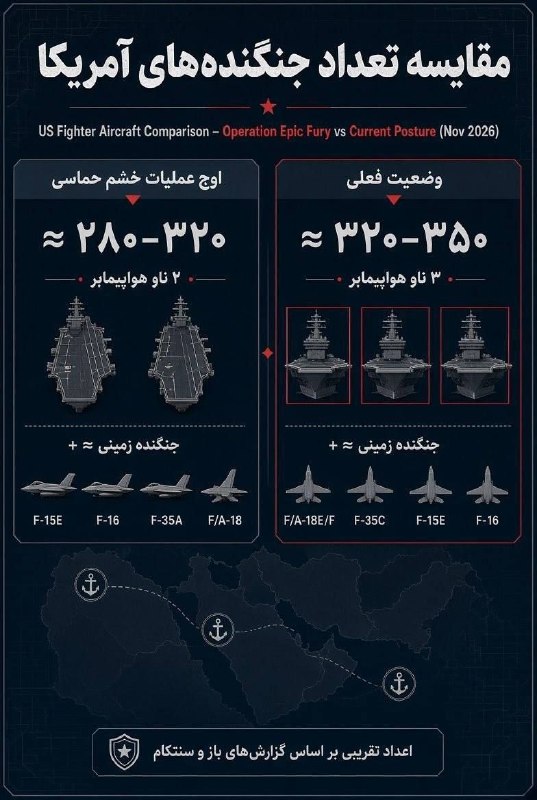 مقایسه تعداد جنگنده‌های آمریکا
US Fighter Aircraft Comparison – Operation Epic Fury vs Current Posture (Nov 2026)
اوج عملیات خشم حماسی
≈ ۲۸۰-۳۲۰
۲ ناو هواپیمابر
جنگنده زمینی ≈ +
F-15E F-16 F-35A F/A-18
وضعیت فعلی
≈ ۳۲۰-۳۵۰
۳ ناو هواپیمابر
جنگنده زمینی ≈ +
F/A-18E/F F-35C F-15E F-16
اعداد تقریبی بر اساس گزارش‌های باز و سنتکام